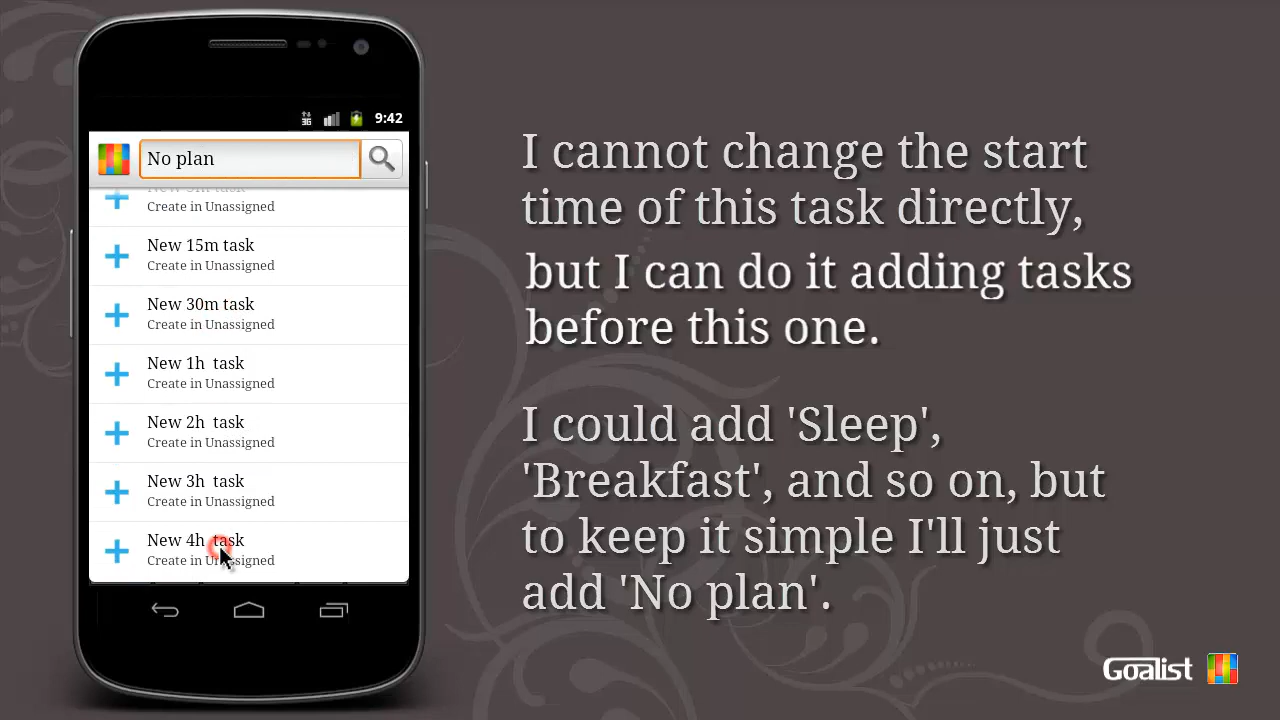 3G
9:42
No plan
New 5m task
Create in Unassigned
New 15m task
Create in Unassigned
New 30m task
Create in Unassigned
New 1h  task
Create in Unassigned
New 2h  task
Create in Unassigned
New 3h  task
Create in Unassigned
New 4h  task
Create in Unassigned
I cannot change the start
time of this task directly,
but I can do it adding tasks
before this one.
I could add 'Sleep',
'Breakfast', and so on, but
to keep it simple I'll just
add 'No plan'.
Goalist